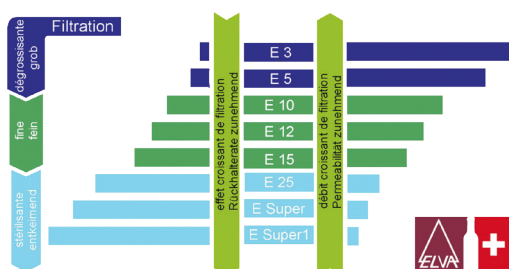 Filtration
dégrossisante
grob
fine
fein
stérilisante
entkeimend
effet croissant de filtration
Rückhalterate zunehmend
E 3
E 5
E 10
E 12
E 15
E 25
E Super
E Super1
débit croissant de filtration
Permeabilität zunehmend
ELVA